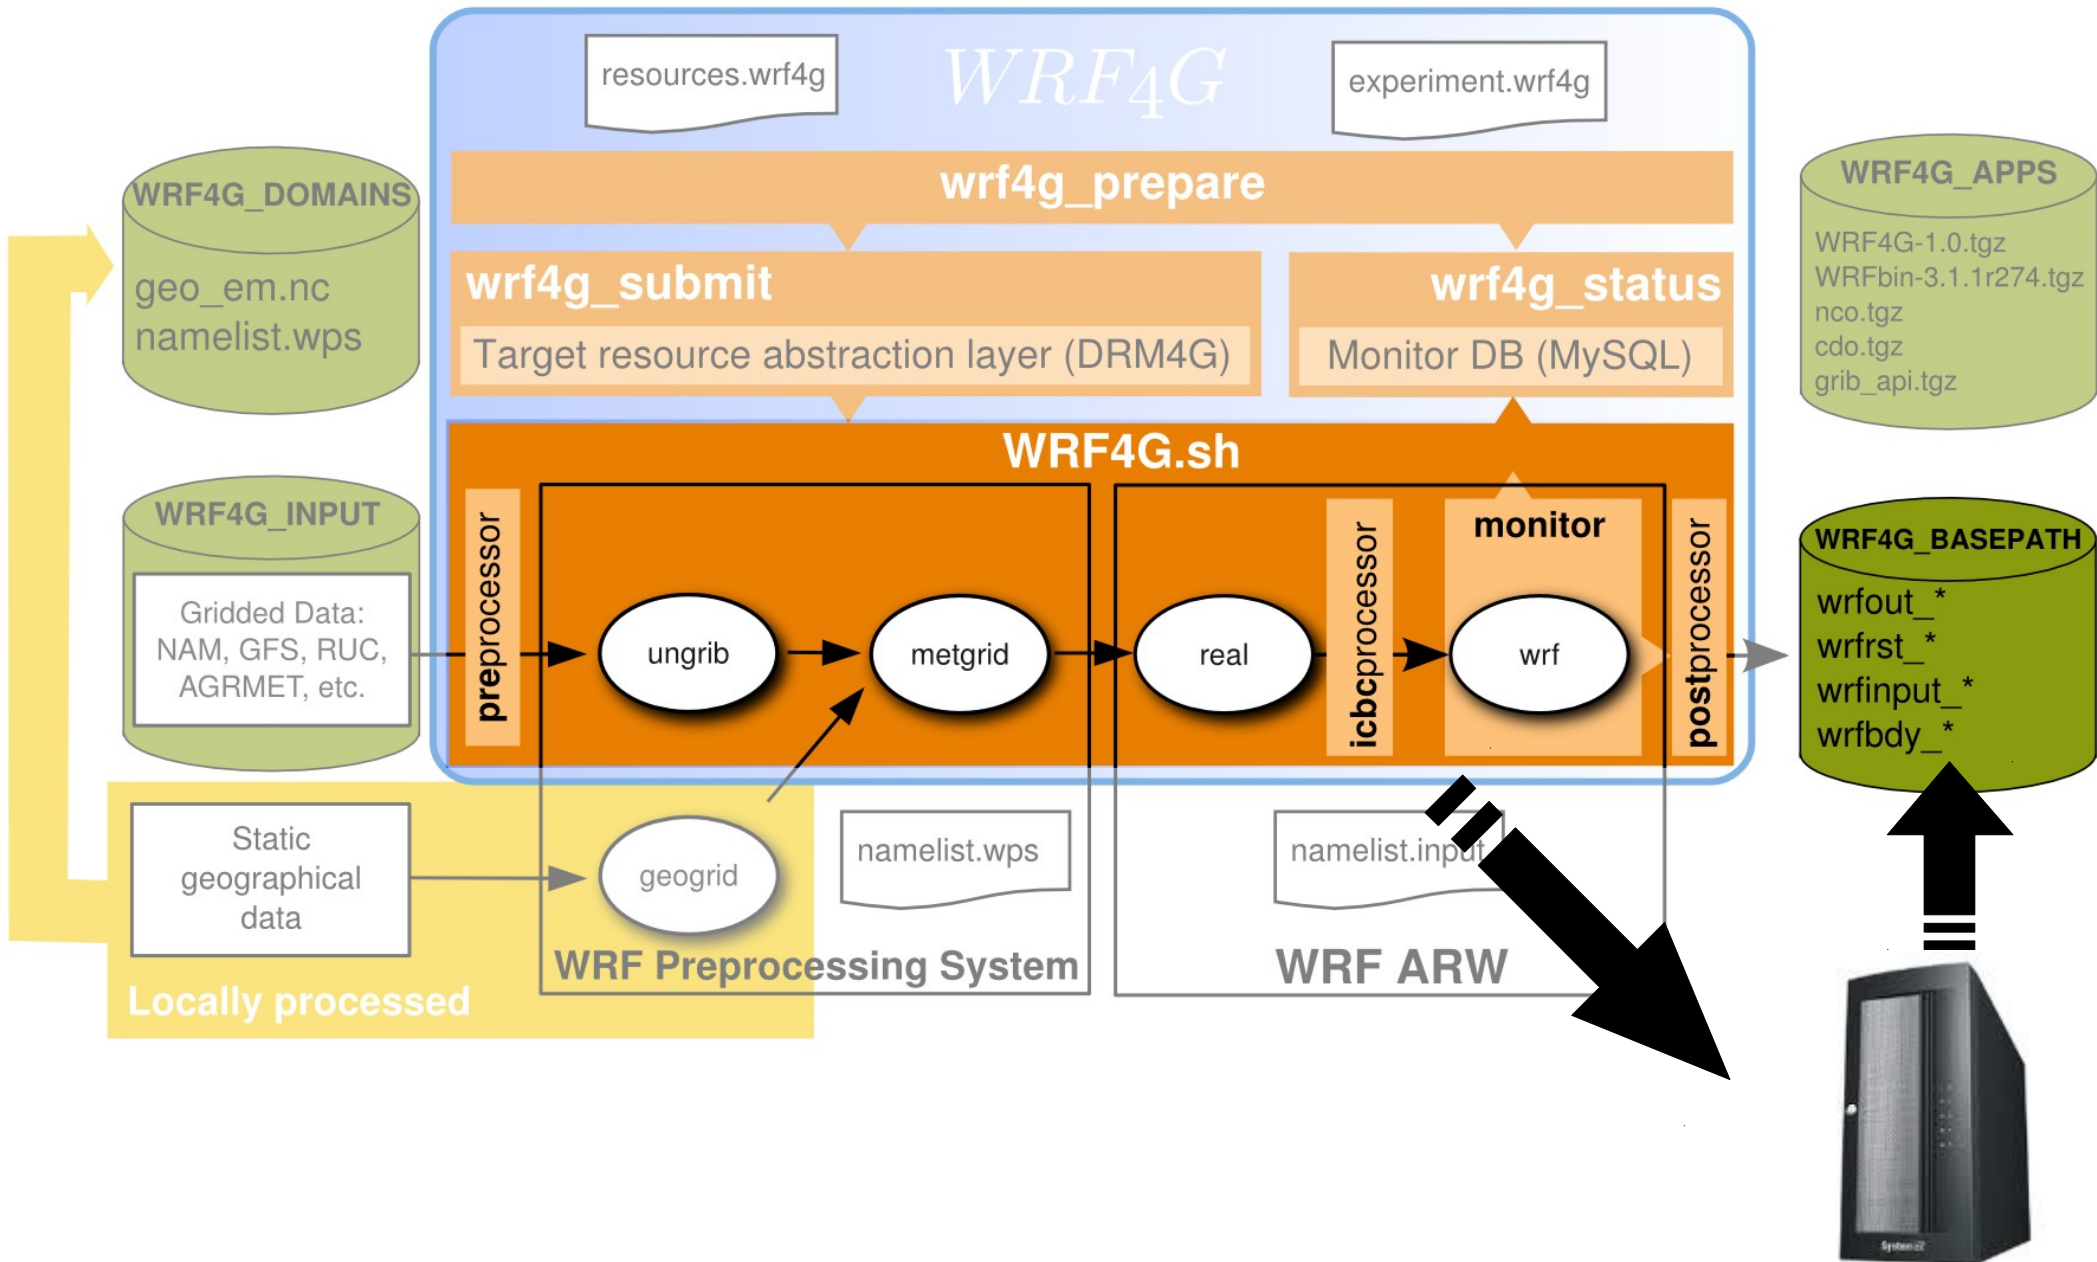 WRF4G
resources.wrf4g
experiment.wrf4g
wrf4g_prepare
WRF4G_DOMAINS
geo_em.nc
namelist.wps
wrf4g_submit
Target resource abstraction layer (DRM4G)
wrf4g_status
Monitor DB (MySQL)
WRF4G_APPS
WRF4G-1.0.tgz
WRFbin-3.1.1r274.tgz
nco.tgz
cdo.tgz
grib_api.tgz
WRF4G.sh
WRF4G_INPUT
Gridded Data:
NAM, GFS, RUC,
AGRMET, etc.
preprocessor
ungrib
metgrid
real
icbcprocessor
monitor
wrf
postprocessor
WRF4G_BASEPATH
wrfout_*
wrfrst_*
wrfinput_*
wrfbdy_*
Static
geographical
data
geogrid
namelist.wps
namelist.input
WRF Preprocessing System
WRF ARW
Locally processed